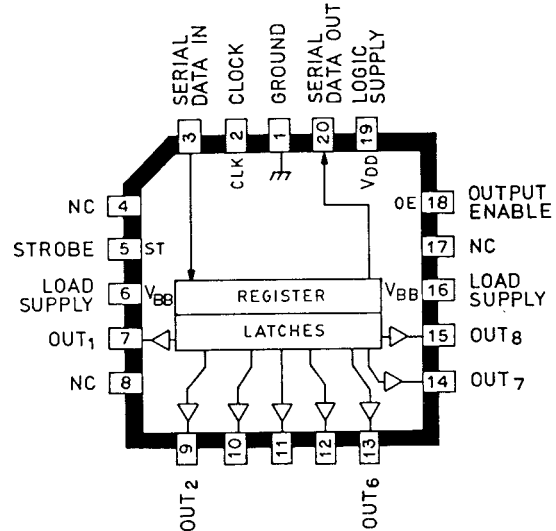 SERIAL DATA IN
CLOCK
GROUND
SERIAL DATA OUT
LOGIC SUPPLY
3
2
1
20
19
CLK
VDD
NC
4
OE
18
OUTPUT ENABLE
STROBE
5
ST
17
NC
LOAD SUPPLY
6
VBB
REGISTER
VBB
16
LOAD SUPPLY
OUT1
7
LATCHES
15
OUT8
NC
8
14
OUT7
9
10
11
12
13
OUT2
OUT6